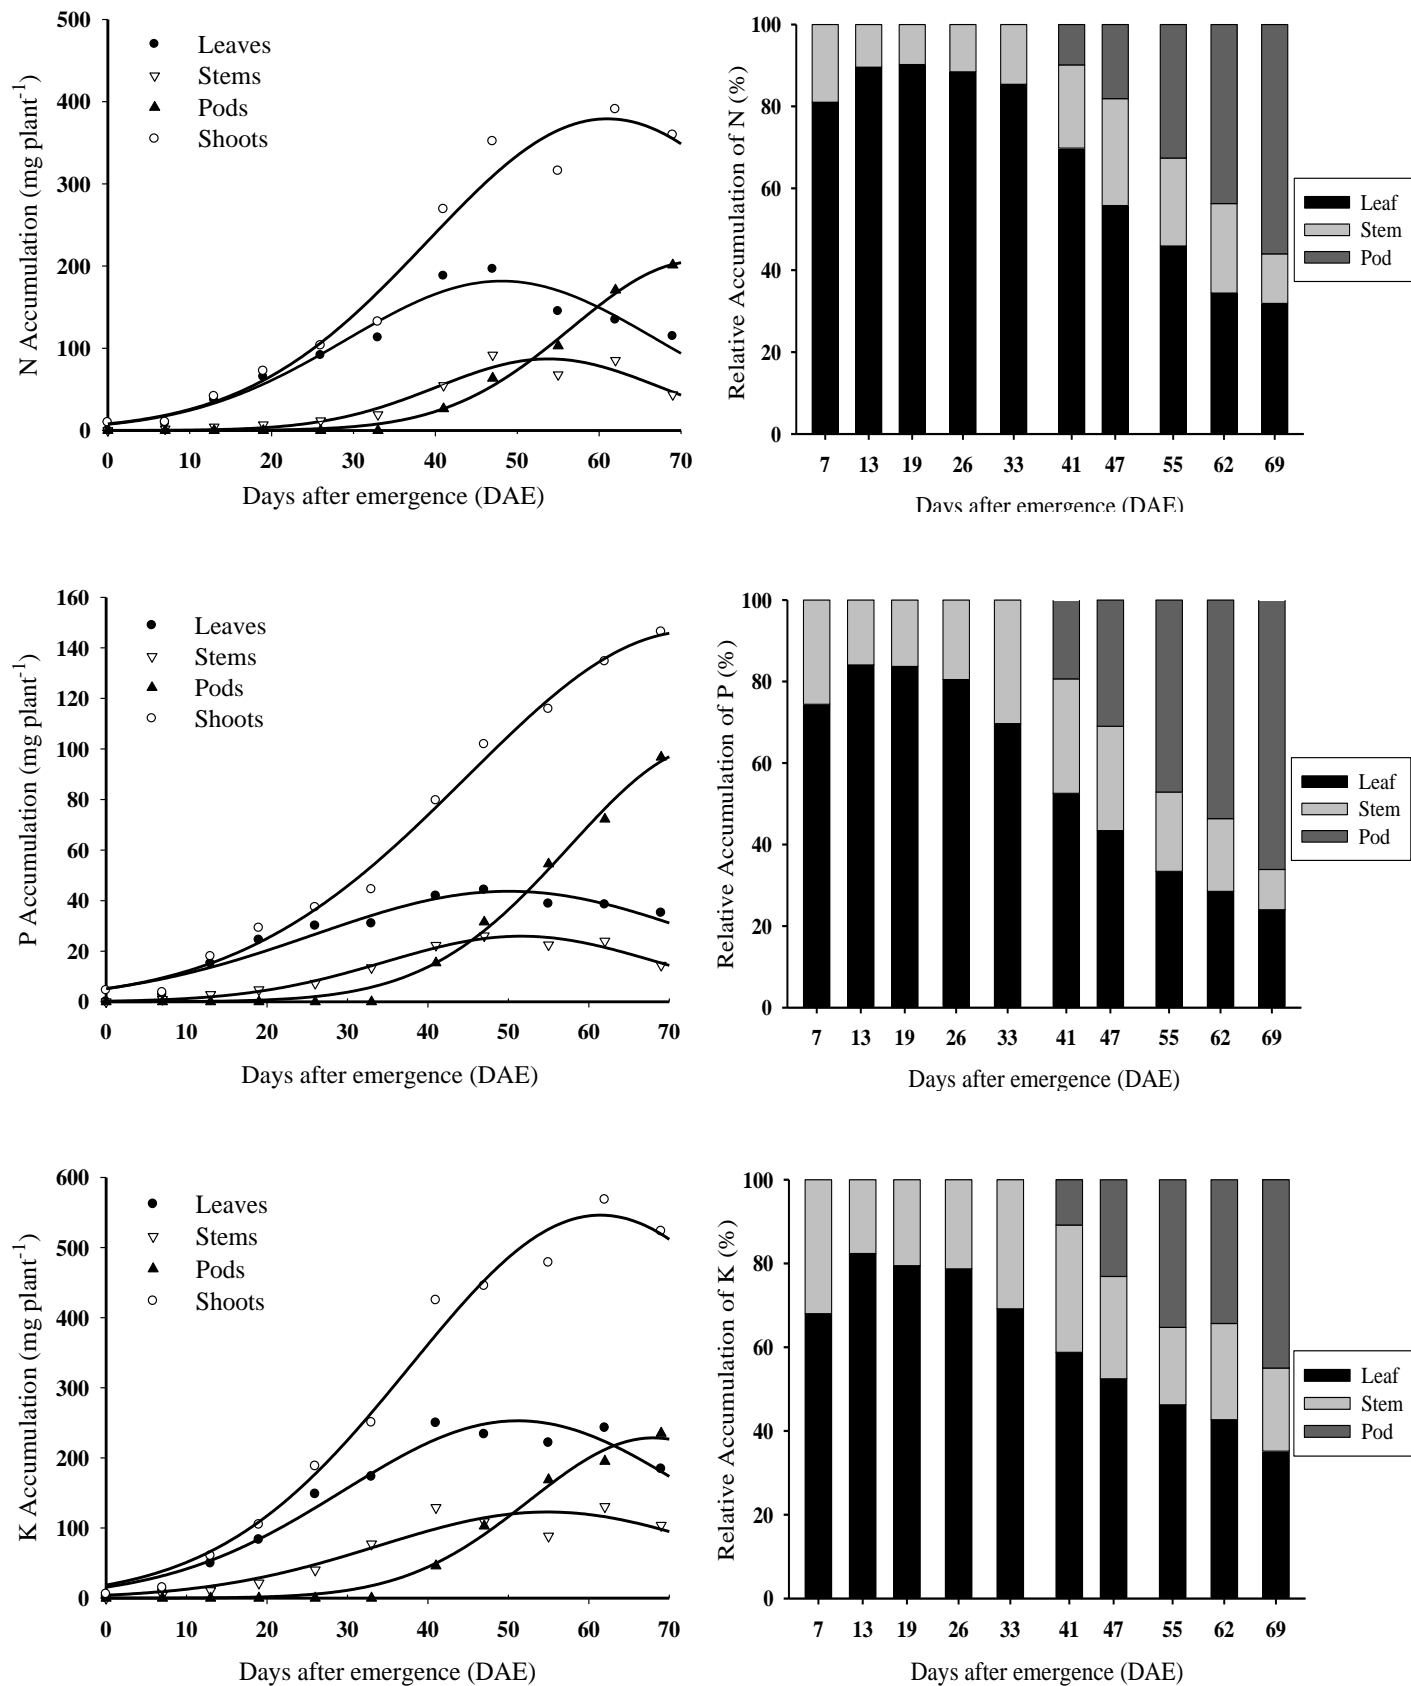 500
400
300
200
100
0
N Accumulation (mg plant-1)
Leaves
Stems
Pods
Shoots
0 10 20 30 40 50 60 70
Days after emergence (DAE)
100
80
60
40
20
0
Relative Accumulation of N (%)
Leaf
Stem
Pod
7 13 19 26 33 41 47 55 62 69
Days after emergence (DAE)
160
140
120
100
80
60
40
20
0
P Accumulation (mg plant-1)
Leaves
Stems
Pods
Shoots
0 10 20 30 40 50 60 70
Days after emergence (DAE)
100
80
60
40
20
0
Relative Accumulation of P (%)
Leaf
Stem
Pod
7 13 19 26 33 41 47 55 62 69
Days after emergence (DAE)
600
500
400
300
200
100
0
K Accumulation (mg plant-1)
Leaves
Stems
Pods
Shoots
0 10 20 30 40 50 60 70
Days after emergence (DAE)
100
80
60
40
20
0
Relative Accumulation of K (%)
Leaf
Stem
Pod
7 13 19 26 33 41 47 55 62 69
Days after emergence (DAE)